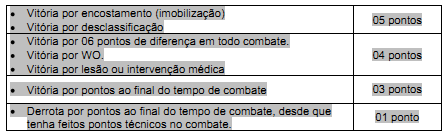 • Vitória por encostamento (imobilização)
• Vitória por desclassificação
05 pontos
• Vitória por 06 pontos de diferença em todo combate.
• Vitória por WO.
• Vitória por lesão ou intervenção médica
04 pontos
• Vitória por pontos ao final do tempo de combate
03 pontos
• Derrota por pontos ao final do tempo de combate, desde que
tenha feitos pontos técnicos no combate.
01 ponto